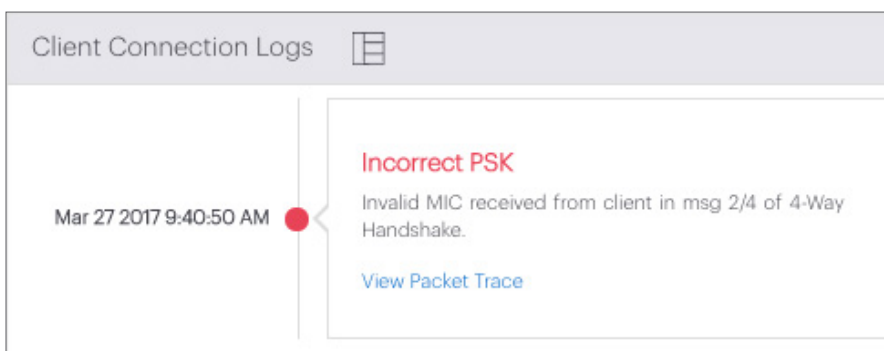 Client Connection Logs
Incorrect PSK
Mar 27 2017 9:40:50 AM
Invalid MIC received from client in msg 2/4 of 4-Way
Handshake.
View Packet Trace